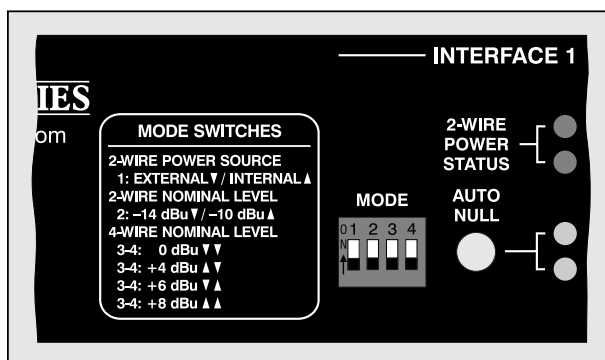 INTERFACE 1
IES
om
MODE SWITCHES
2-WIRE POWER SOURCE
1: EXTERNAL▼/ INTERNAL▲
2-WIRE NOMINAL LEVEL
2: –14 dBu▼/ –10 dBu▲
4-WIRE NOMINAL LEVEL
3-4: 0 dBu ▼▼
3-4: +4 dBu ▲▼
3-4: +6 dBu ▼▲
3-4: +8 dBu ▲▲
MODE
ON↑
1 2 3 4
2-WIRE
POWER
STATUS
AUTO
NULL